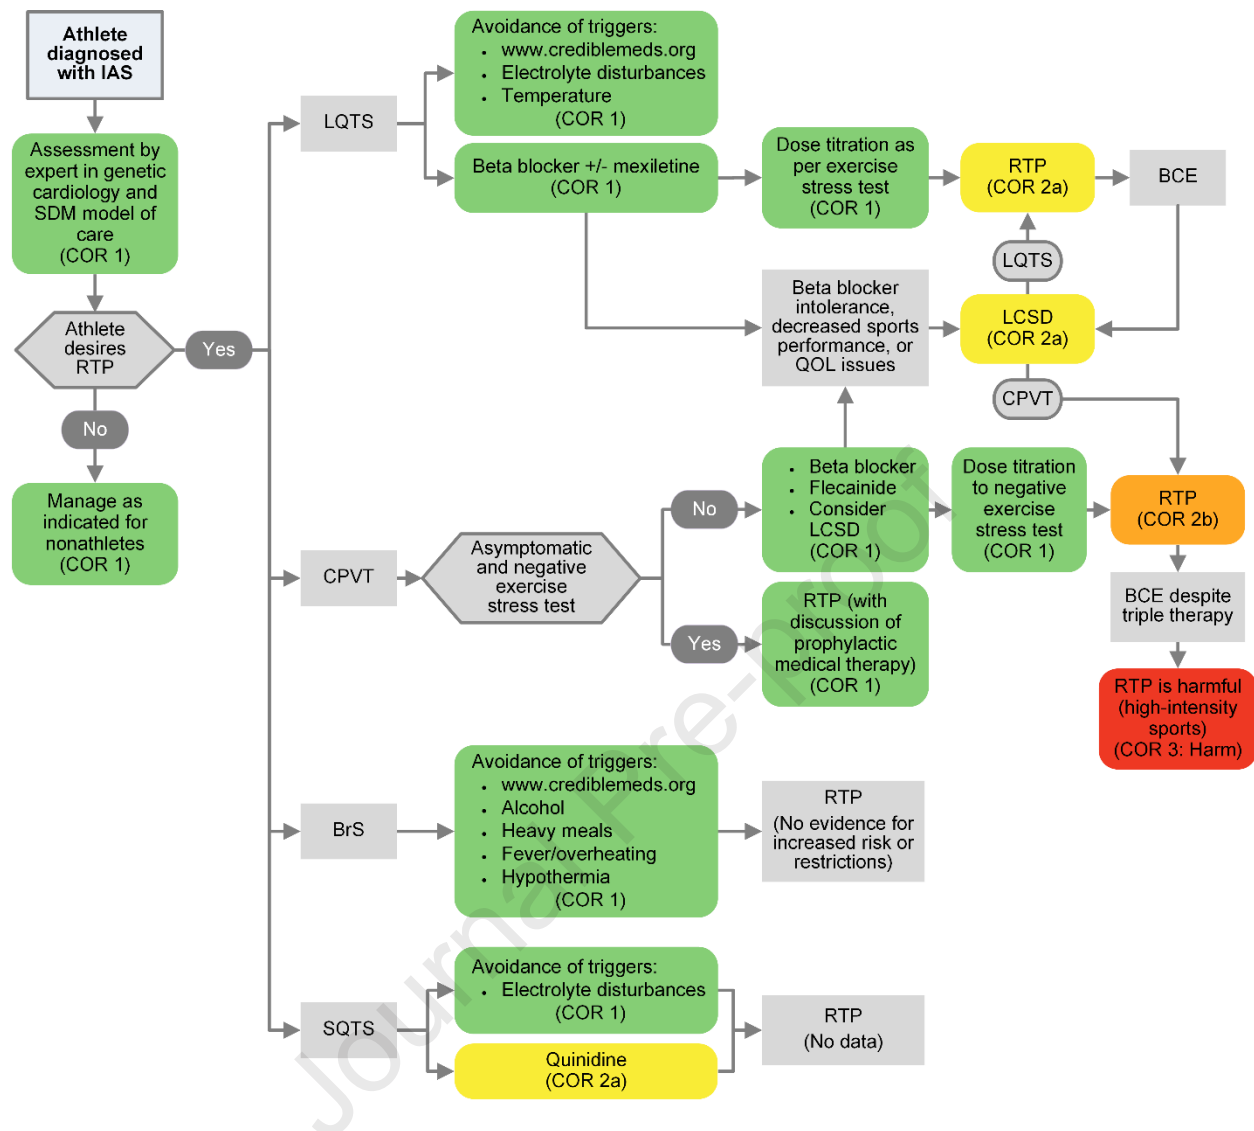 Athlete
diagnosed
with IAS
Assessment by
expert in genetic
cardiology and
SDM model of
care
(COR 1)
Athlete
desires
RTP
Yes
No
Manage as
indicated for
nonathletes
(COR 1)
LQTS
Avoidance of triggers:
• www.crediblemeds.org
• Electrolyte disturbances
• Temperature
(COR 1)
Beta blocker +/- mexiletine
(COR 1)
Dose titration as
per exercise
stress test
(COR 1)
RTP
(COR 2a)
BCE
LQTS
Beta blocker
intolerance,
decreased sports
performance, or
QOL issues
LCSD
(COR 2a)
CPVT
CPVT
Asymptomatic
and negative
exercise
stress test
No
• Beta blocker
• Flecainide
• Consider
LCSD
(COR 1)
Dose titration
to negative
exercise
stress test
(COR 1)
RTP
(COR 2b)
BCE despite
triple therapy
RTP is harmful
(high-intensity
sports)
(COR 3: Harm)
Yes
RTP (with
discussion of
prophylactic
medical therapy)
(COR 1)
BrS
Avoidance of triggers:
• www.crediblemeds.org
• Alcohol
• Heavy meals
• Fever/overheating
• Hypothermia
(COR 1)
RTP
(No evidence for
increased risk or
restrictions)
SQTS
Avoidance of triggers:
• Electrolyte disturbances
(COR 1)
Quinidine
(COR 2a)
RTP
(No data)
Journal Pre-proof